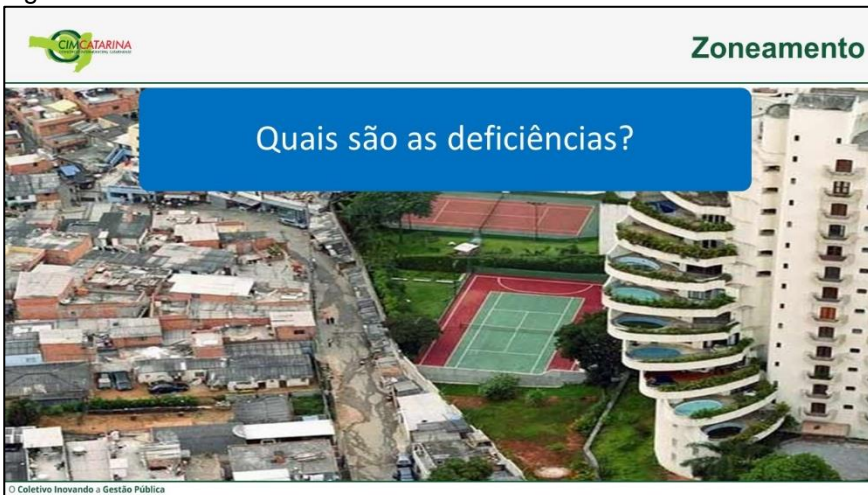 CIMCATARINA
Zoneamento
Quais são as deficiências?
O Coletivo Inovando a Gestão Pública